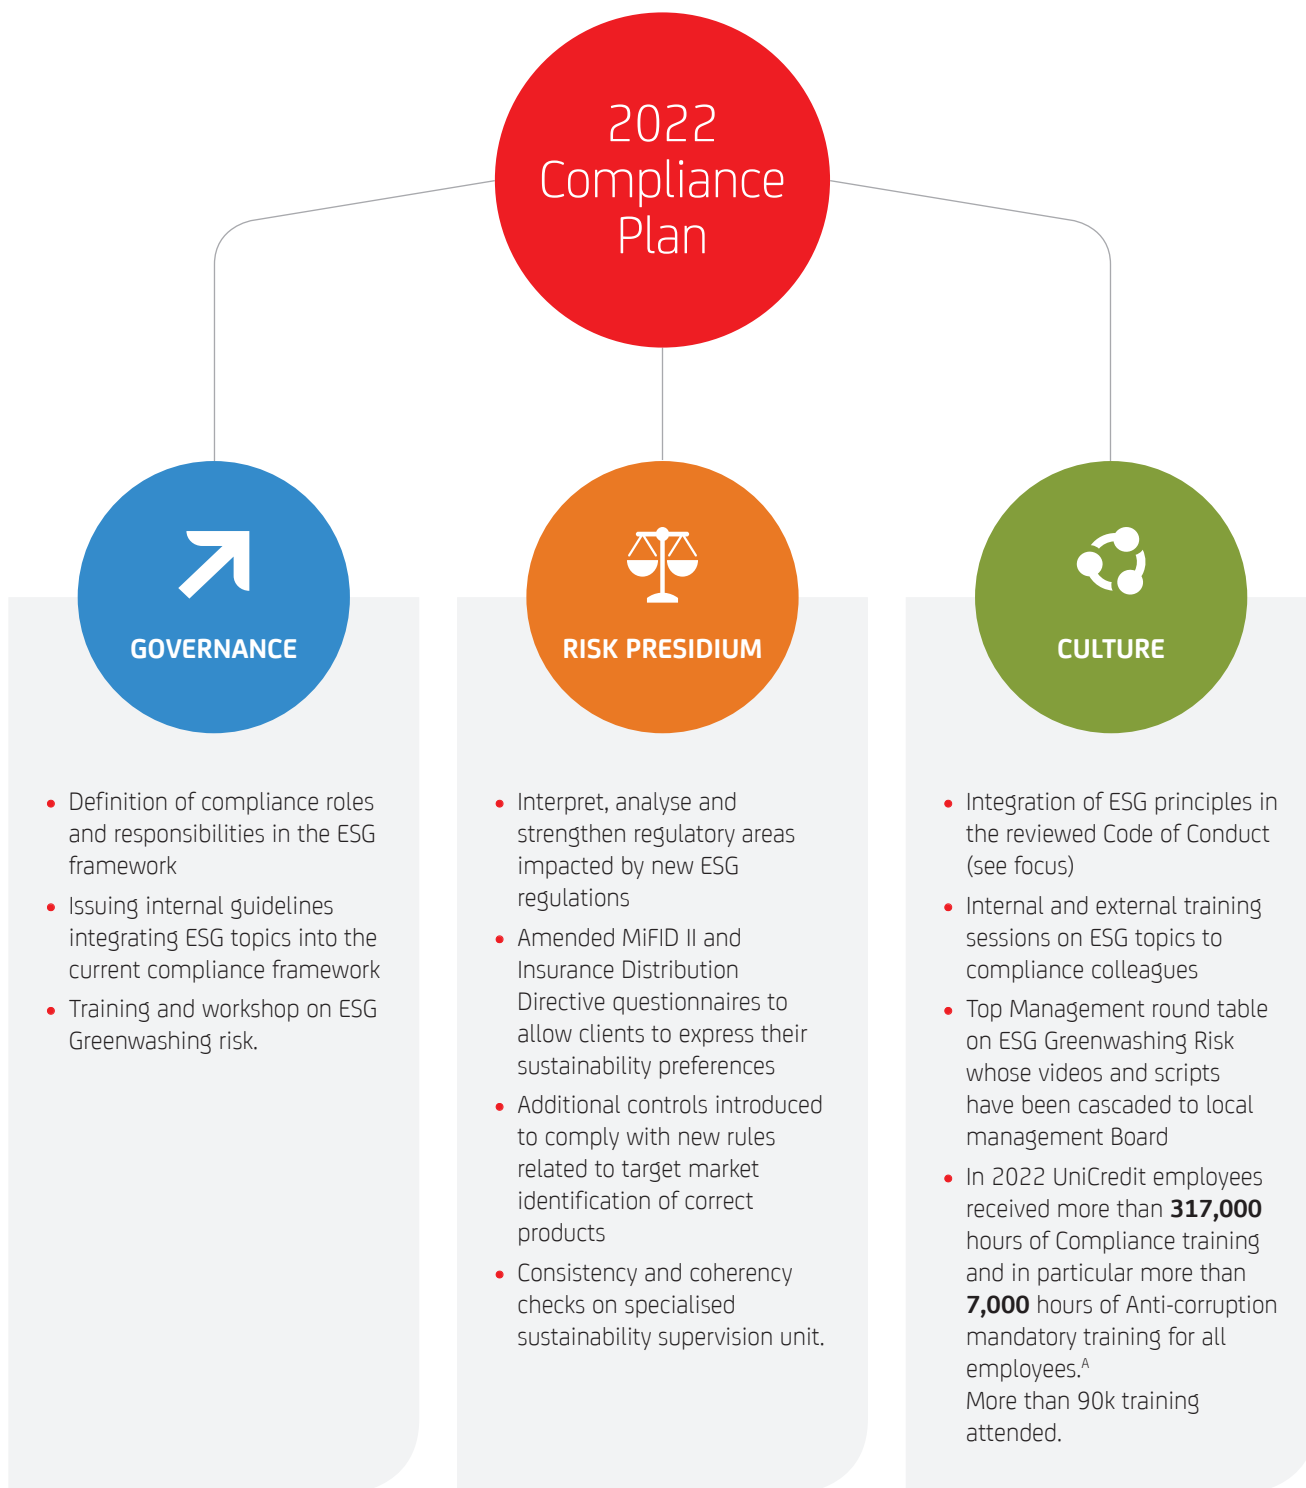 2022
Compliance
Plan
GOVERNANCE
• Definition of compliance roles
and responsibilities in the ESG
framework
• Issuing internal guidelines
integrating ESG topics into the
current compliance framework
• Training and workshop on ESG
Greenwashing risk.
RISK PRESIDIUM
• Interpret, analyse and
strengthen regulatory areas
impacted by new ESG
regulations
• Amended MiFID II and
Insurance Distribution
Directive questionnaires to
allow clients to express their
sustainability preferences
• Additional controls introduced
to comply with new rules
related to target market
identification of correct
products
• Consistency and coherency
checks on specialised
sustainability supervision unit.
CULTURE
• Integration of ESG principles in
the reviewed Code of Conduct
(see focus)
• Internal and external training
sessions on ESG topics to
compliance colleagues
• Top Management round table
on ESG Greenwashing Risk
whose videos and scripts
have been cascaded to local
management Board
• In 2022 UniCredit employees
received more than 317,000
hours of Compliance training
and in particular more than
7,000 hours of Anti-corruption
mandatory training for all
employees.ᴬ
More than 90k training
attended.